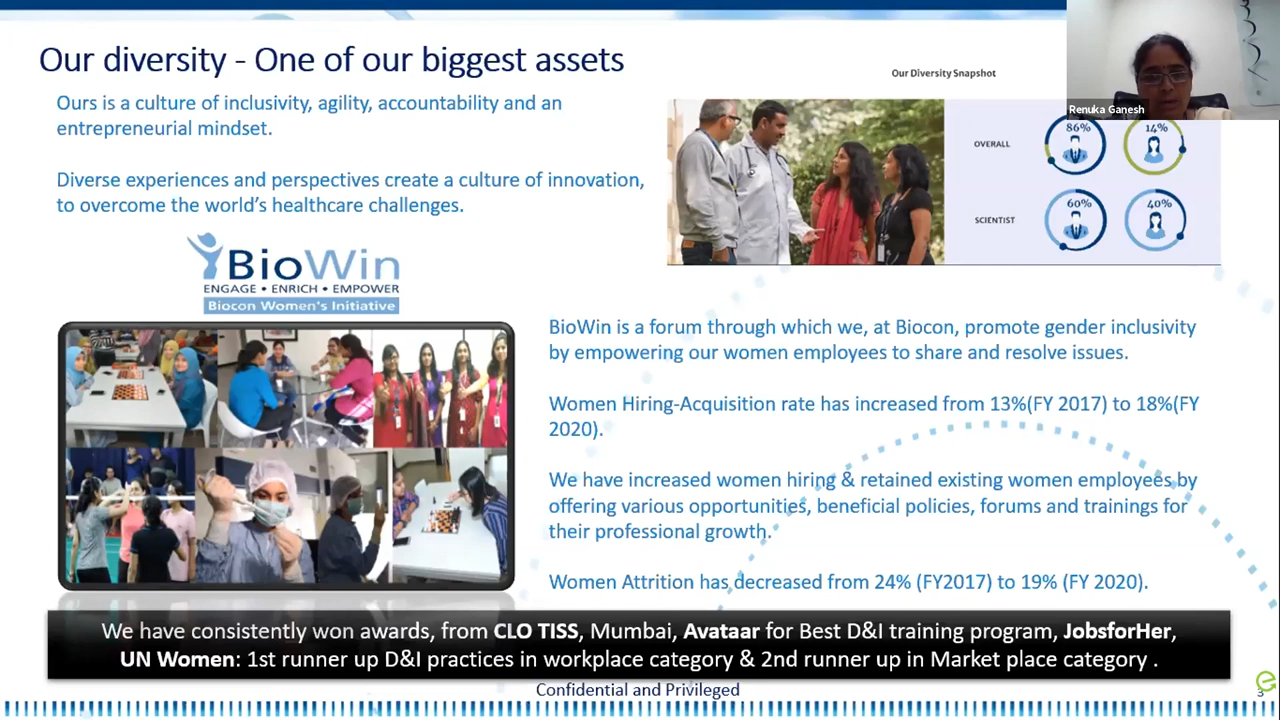 Our diversity - One of our biggest assets
Ours is a culture of inclusivity, agility, accountability and an
entrepreneurial mindset.
Diverse experiences and perspectives create a culture of innovation,
to overcome the world's healthcare challenges.
Our Diversity Snapshot
Renuka Ganesh
OVERALL
86%
14%
SCIENTIST
60%
40%
BioWin
ENGAGE • ENRICH • EMPOWER
Biocon Women's Initiative
BioWin is a forum through which we, at Biocon, promote gender inclusivity
by empowering our women employees to share and resolve issues.
Women Hiring-Acquisition rate has increased from 13%(FY 2017) to 18%(FY
2020).
We have increased women hiring & retained existing women employees by
offering various opportunities, beneficial policies, forums and trainings for
their professional growth.
Women Attrition has decreased from 24% (FY2017) to 19% (FY 2020).
We have consistently won awards, from CLO TISS, Mumbai, Avataar for Best D&I training program, JobsforHer,
UN Women: 1st runner up D&I practices in workplace category & 2nd runner up in Market place category .
Confidential and Privileged
3